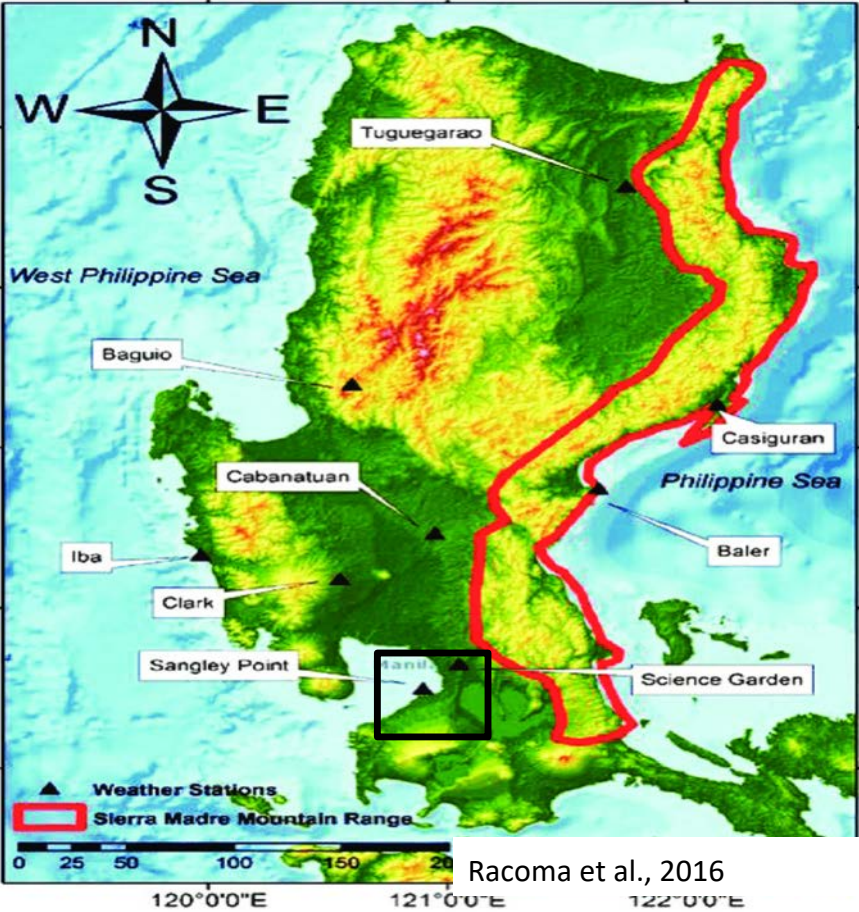 N
W E
S
Tuguegarao
West Philippine Sea
Baguio
Casiguran
Cabanatuan
Philippine Sea
Iba
Baler
Clark
Sangley Point
Manila
Science Garden
Weather Stations
Sierra Madre Mountain Range
0 25 50 100 150
Racoma et al., 2016
120°0'0"E 121°0'0"E 122°0'0"E